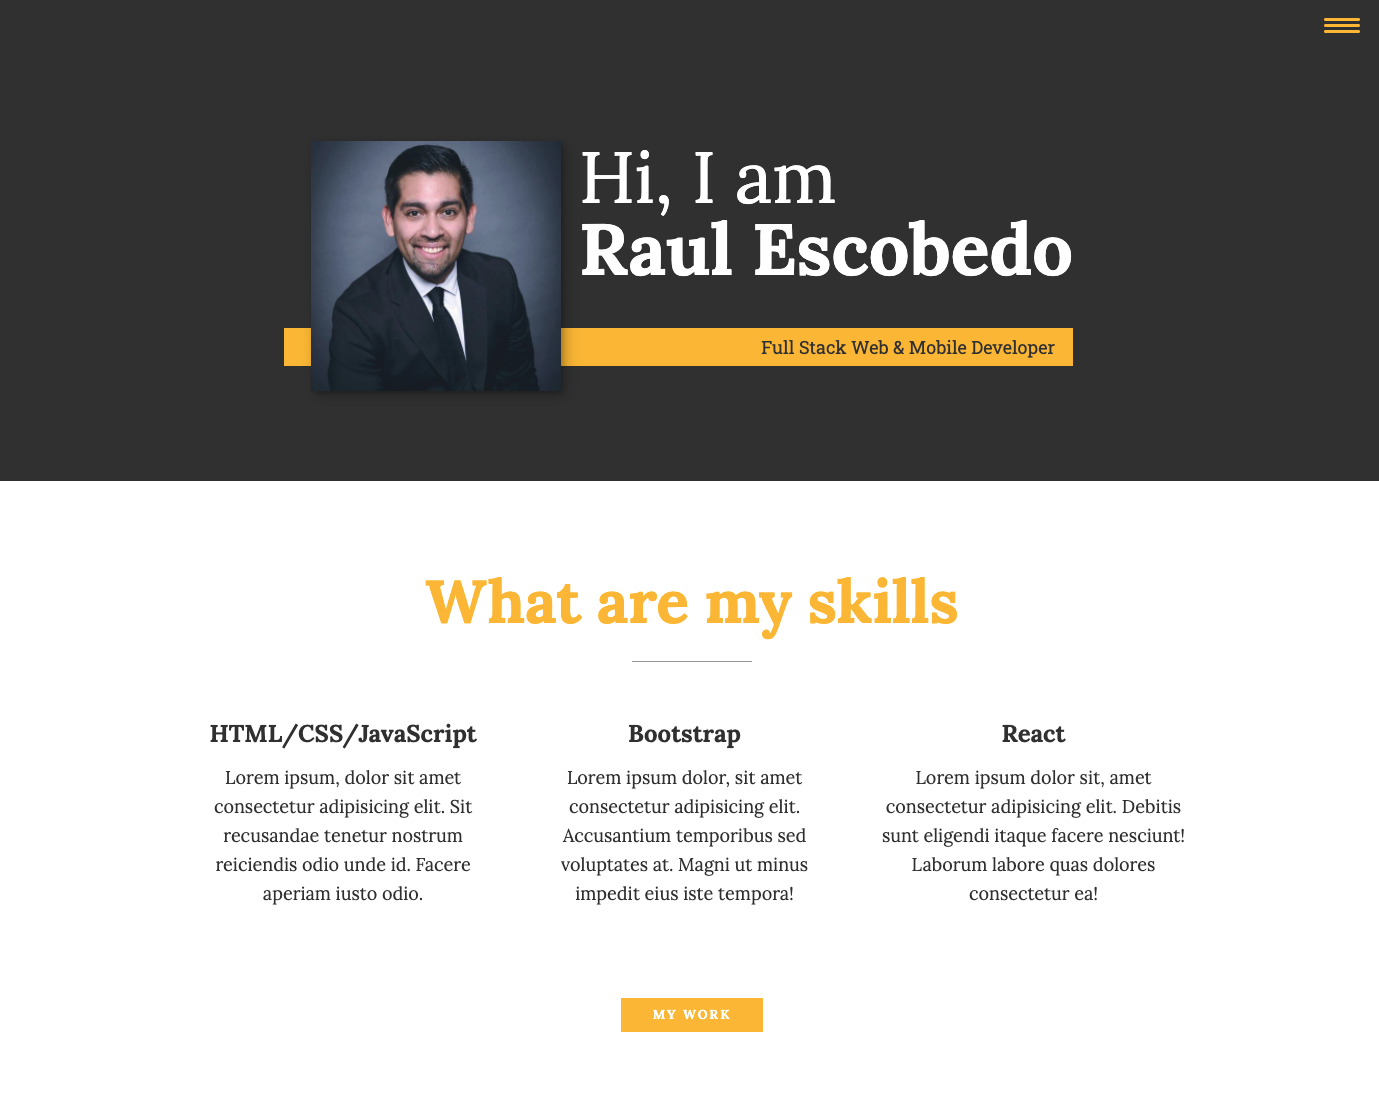 Hi, I am
Raul Escobedo
Full Stack Web & Mobile Developer
What are my skills
HTML/CSS/JavaScript
Lorem ipsum, dolor sit amet
consectetur adipisicing elit. Sit
recusandae tenetur nostrum
reiciendis odio unde id. Facere
aperiam iusto odio.
Bootstrap
Lorem ipsum dolor, sit amet
consectetur adipisicing elit.
Accusantium temporibus sed
voluptates at. Magni ut minus
impedit eius iste tempora!
React
Lorem ipsum dolor sit, amet
consectetur adipisicing elit. Debitis
sunt eligendi itaque facere nesciunt!
Laborum labore quas dolores
consectetur ea!
MY WORK